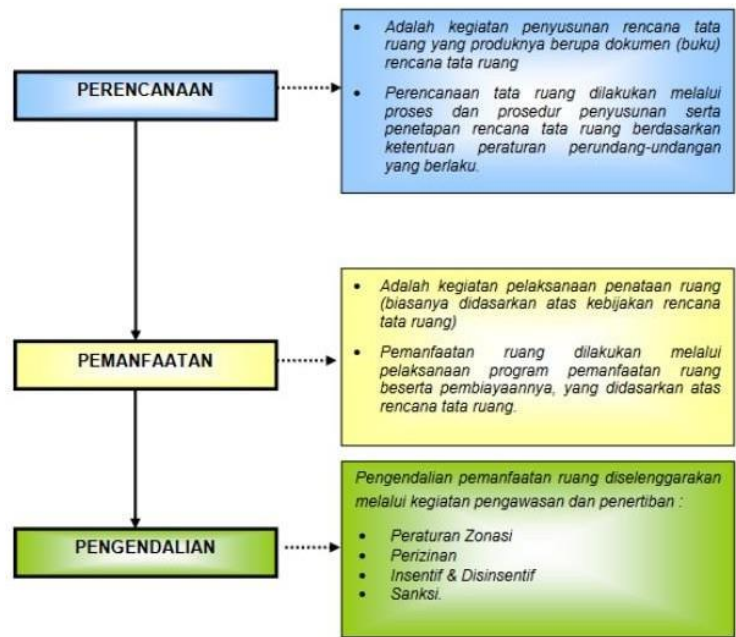 PERENCANAAN
• Adalah kegiatan penyusunan rencana tata
ruang yang produknya berupa dokumen (buku)
rencana tata ruang
• Perencanaan tata ruang dilakukan melalui
proses dan prosedur penyusunan serta
penetapan rencana tata ruang berdasarkan
ketentuan peraturan perundang-undangan
yang berlaku.
PEMANFAATAN
• Adalah kegiatan pelaksanaan penataan ruang
(biasanya didasarkan atas kebijakan rencana
tata ruang)
• Pemanfaatan ruang dilakukan melalui
pelaksanaan program pemanfaatan ruang
beserta pembiayaannya, yang didasarkan atas
rencana tata ruang.
PENGENDALIAN
Pengendalian pemanfaatan ruang diselenggarakan
melalui kegiatan pengawasan dan penertiban :
• Peraturan Zonasi
• Perizinan
• Insentif & Disinsentif
• Sanksi.